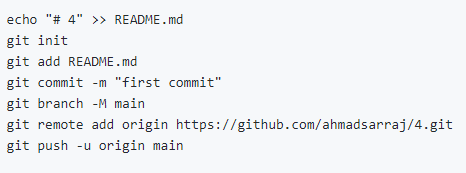 echo "# 4" >> README.md
git init
git add README.md
git commit -m "first commit"
git branch -M main
git remote add origin https://github.com/ahmadsarraj/4.git
git push -u origin main